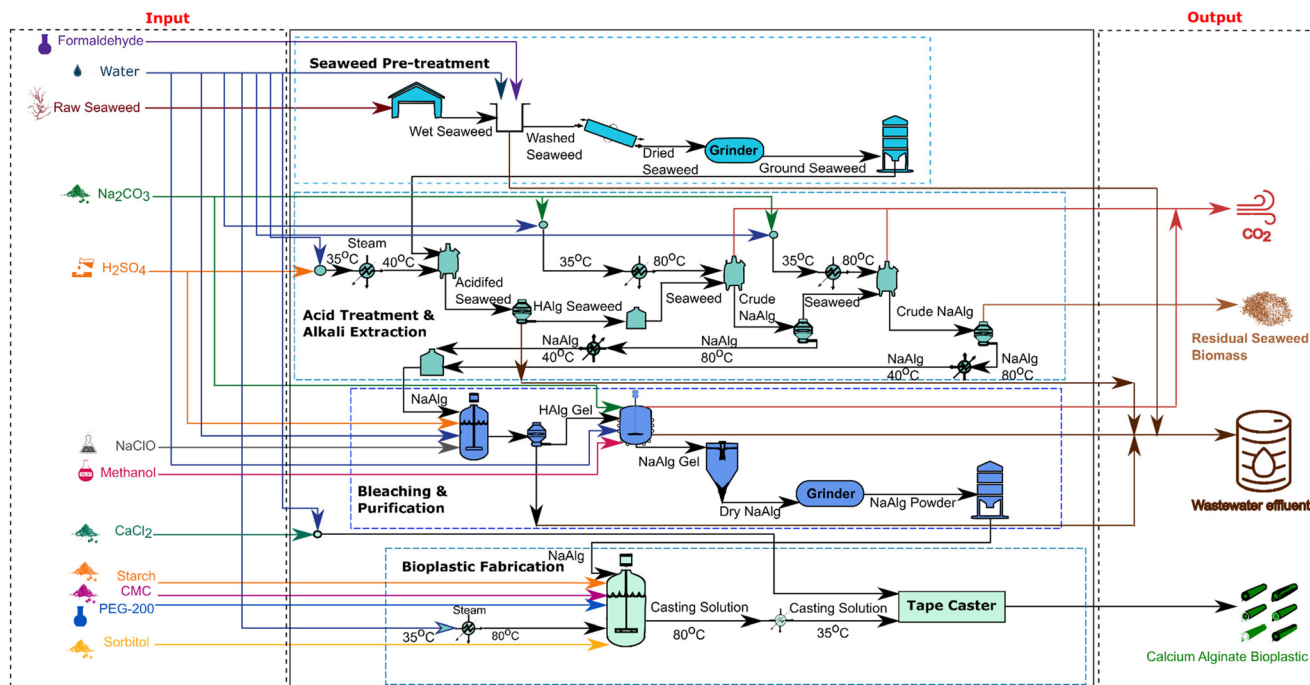 Input
Output
Formaldehyde
Water
Raw Seaweed
Na2CO3
H2SO4
NaClO
Methanol
CaCl2
Starch
CMC
PEG-200
Sorbitol
Seaweed Pre-treatment
Wet Seaweed
Washed
Seaweed
Dried
Seaweed
Grinder
Ground Seaweed
Steam
35°C
40°C
Acidifed
Seaweed
HAlg Seaweed
35°C
80°C
Seaweed
Crude
NaAlg
35°C
80°C
Seaweed
Crude NaAlg
Acid Treatment &
Alkali Extraction
NaAlg
40°C
NaAlg
80°C
NaAlg
40°C
NaAlg
80°C
NaAlg
HAlg Gel
NaAlg Gel
Grinder
Dry NaAlg
NaAlg Powder
Bleaching &
Purification
NaAlg
Bioplastic Fabrication
Steam
35°C
80°C
Casting Solution
80°C
Casting Solution
35°C
Tape Caster
CO2
Residual Seaweed
Biomass
Wastewater effluent
Calcium Alginate Bioplastic